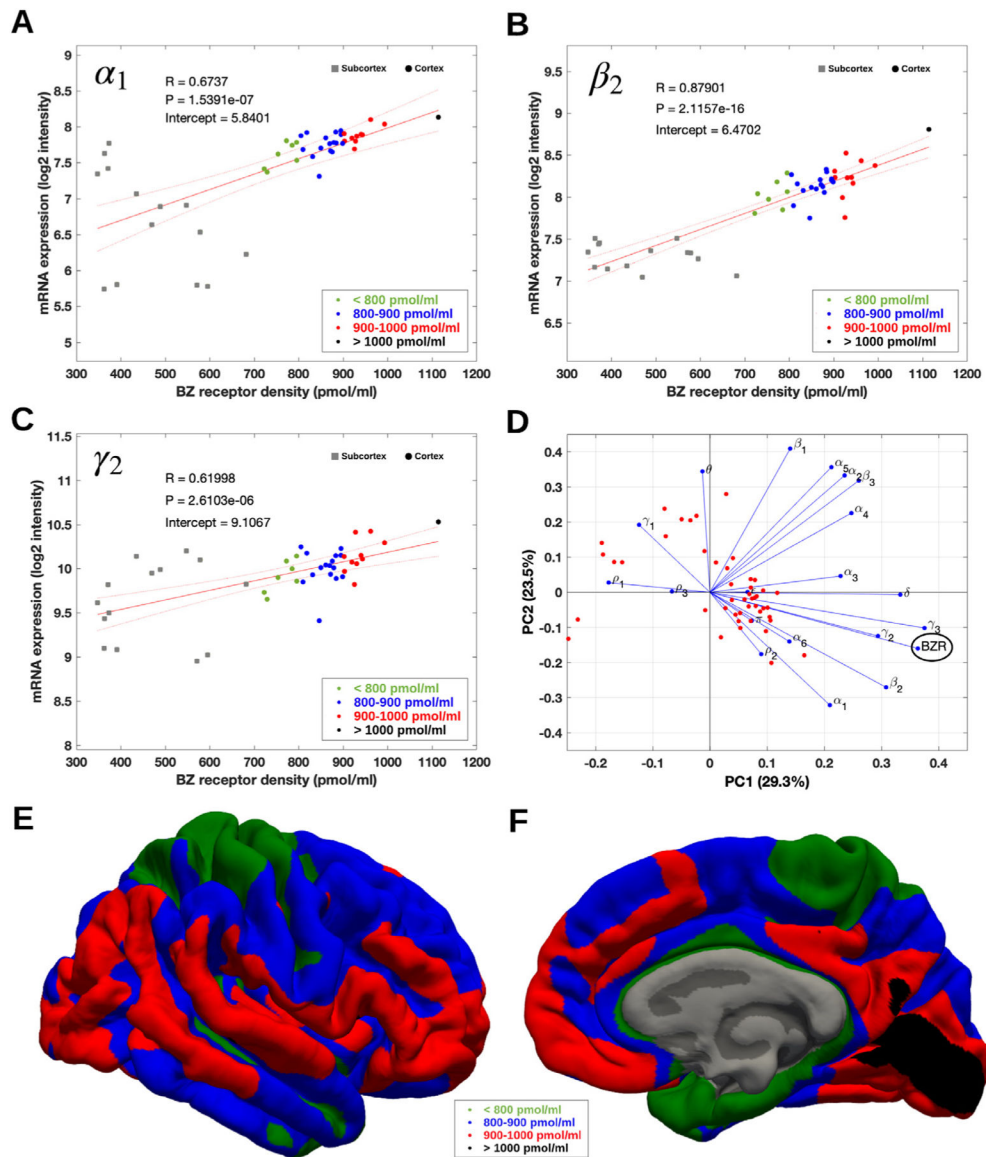 A
α1
R = 0.6737
P = 1.5391e-07
Intercept = 5.8401
Subcortex
Cortex
mRNA expression (log2 intensity)
9
8.5
8
7.5
7
6.5
6
5.5
5
< 800 pmol/ml
800-900 pmol/ml
900-1000 pmol/ml
> 1000 pmol/ml
300 400 500 600 700 800 900 1000 1100 1200
BZ receptor density (pmol/ml)
B
β2
R = 0.87901
P = 2.1157e-16
Intercept = 6.4702
Subcortex
Cortex
mRNA expression (log2 intensity)
9.5
9
8.5
8
7.5
7
6.5
< 800 pmol/ml
800-900 pmol/ml
900-1000 pmol/ml
> 1000 pmol/ml
300 400 500 600 700 800 900 1000 1100 1200
BZ receptor density (pmol/ml)
C
γ2
R = 0.61998
P = 2.6103e-06
Intercept = 9.1067
Subcortex
Cortex
mRNA expression (log2 intensity)
11.5
11
10.5
10
9.5
9
8.5
8
< 800 pmol/ml
800-900 pmol/ml
900-1000 pmol/ml
> 1000 pmol/ml
300 400 500 600 700 800 900 1000 1100 1200
BZ receptor density (pmol/ml)
D
PC2 (23.5%)
0.4
0.3
0.2
0.1
0
-0.1
-0.2
-0.3
-0.4
β1
θ
α5
α2
β3
α4
γ1
α3
ρ1
ρ3
δ
π
γ3
γ2
α6
BZR
ρ2
β2
α1
-0.2 -0.1 0 0.1 0.2 0.3 0.4
PC1 (29.3%)
E
F
< 800 pmol/ml
800-900 pmol/ml
900-1000 pmol/ml
> 1000 pmol/ml